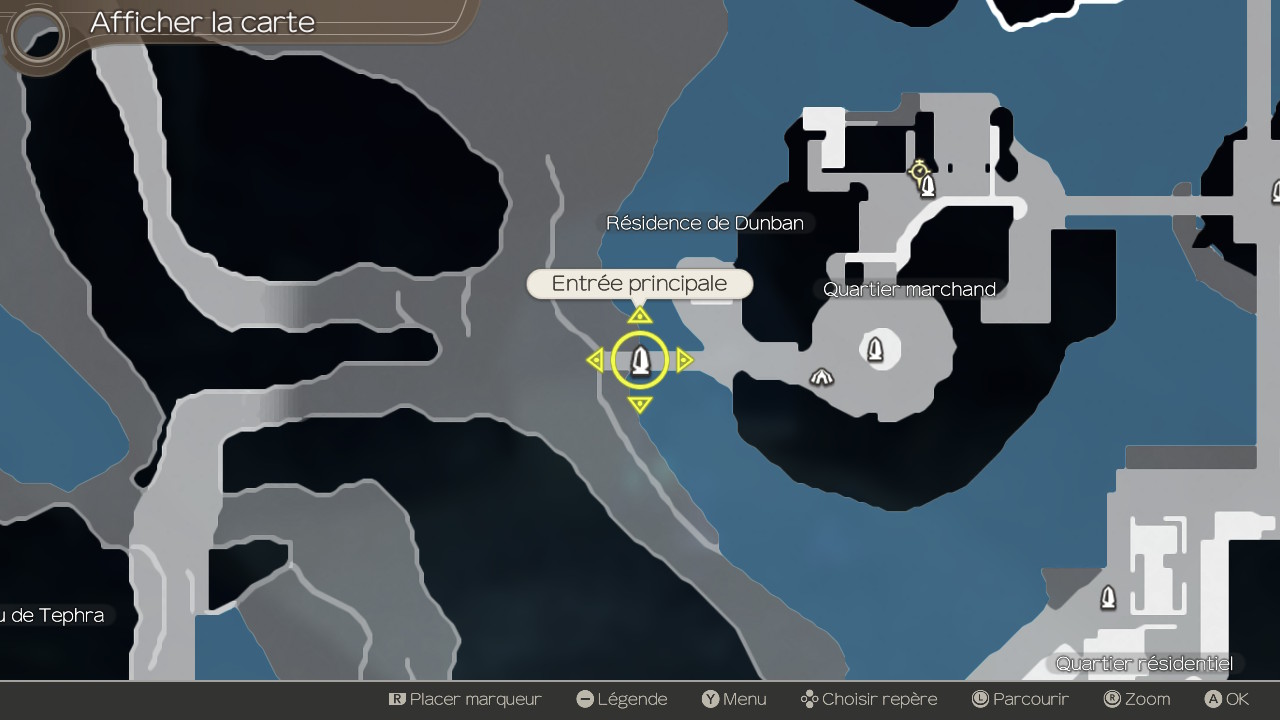 Afficher la carte
Résidence de Dunban
Entrée principale
Quartier marchand
u de Tephra
Quartier résidentiel
R Placer marqueur
Légende
Y Menu
Choisir repère
L Parcourir
R Zoom
A OK